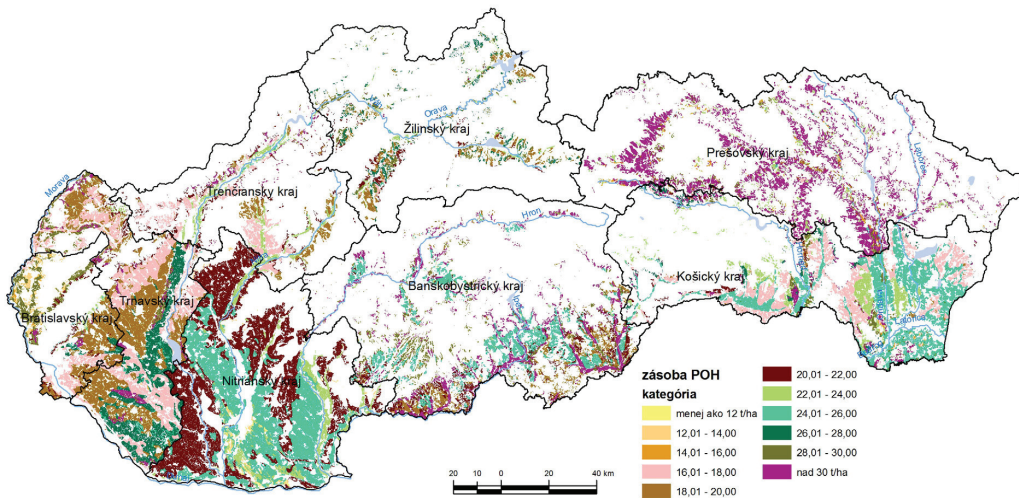 Orava
Žilinský kraj
Prešovský kraj
Laborec
Morava
Trenčiansky kraj
Hron
Košický kraj
Banskobystrický kraj
Trnavský kraj
Bratislavský kraj
Nitriansky kraj
zásoba POH
kategória
menej ako 12 t/ha
12,01 - 14,00
14,01 - 16,00
16,01 - 18,00
18,01 - 20,00
20,01 - 22,00
22,01 - 24,00
24,01 - 26,00
26,01 - 28,00
28,01 - 30,00
nad 30 t/ha
20 10 0 20 40 km